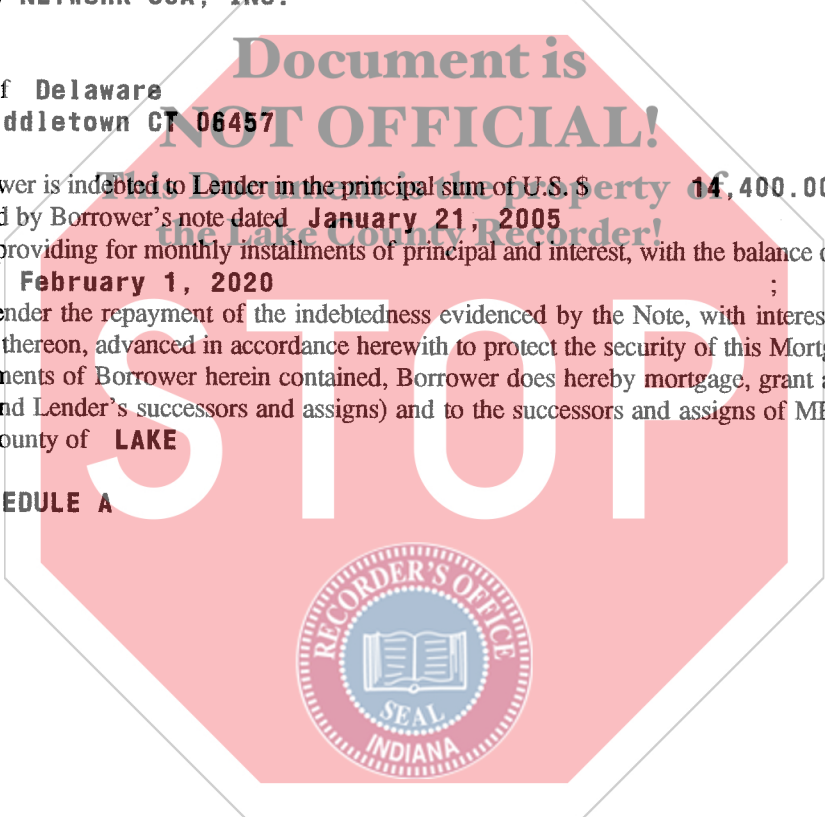 NETWORK USA, INC.
Document is
f Delaware
ddletown CT 06457
NOT OFFICIAL!
wer is indebted to Lender in the principal sum of U.S. $ 14,400.00
This Document is the property of
d by Borrower's note dated January 21, 2005
the Lake County Recorder!
providing for monthly installments of principal and interest, with the balance
February 1, 2020 ;
ender the repayment of the indebtedness evidenced by the Note, with interes
thereon, advanced in accordance herewith to protect the security of this Mort
ments of Borrower herein contained, Borrower does hereby mortgage, grant a
nd Lender's successors and assigns) and to the successors and assigns of ME
ounty of LAKE
STOP
EDULE A
RECORDER'S OFFICE
SEAL
INDIANA